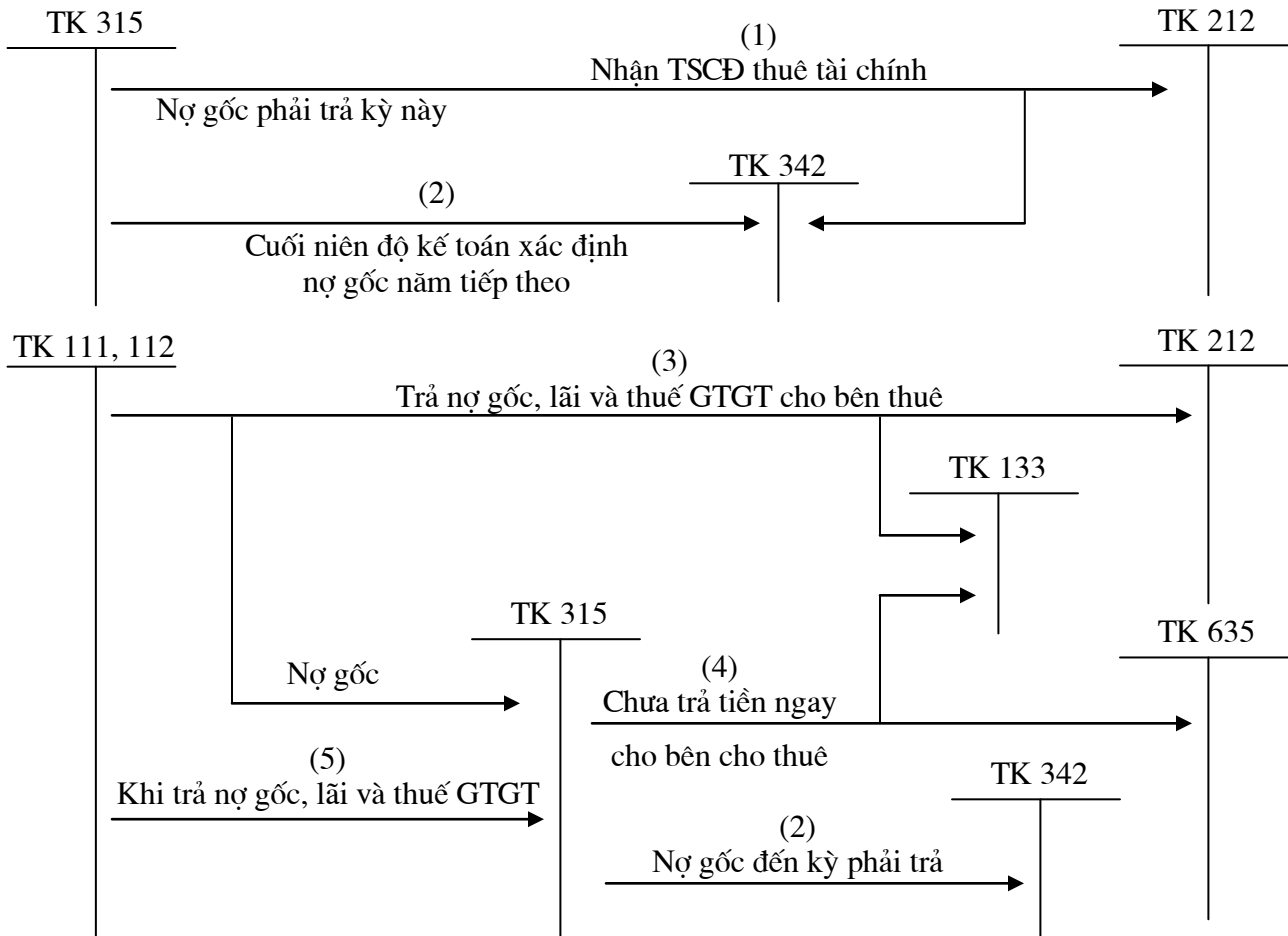 TK 315
(1)
TK 212
Nhận TSCĐ thuê tài chính
Nợ gốc phải trả kỳ này
TK 342
(2)
Cuối niên độ kế toán xác định
nợ gốc năm tiếp theo
TK 111, 112
(3)
TK 212
Trả nợ gốc, lãi và thuế GTGT cho bên thuê
TK 133
TK 315
TK 635
Nợ gốc
(4)
Chưa trả tiền ngay
cho bên cho thuê
(5)
Khi trả nợ gốc, lãi và thuế GTGT
TK 342
(2)
Nợ gốc đến kỳ phải trả